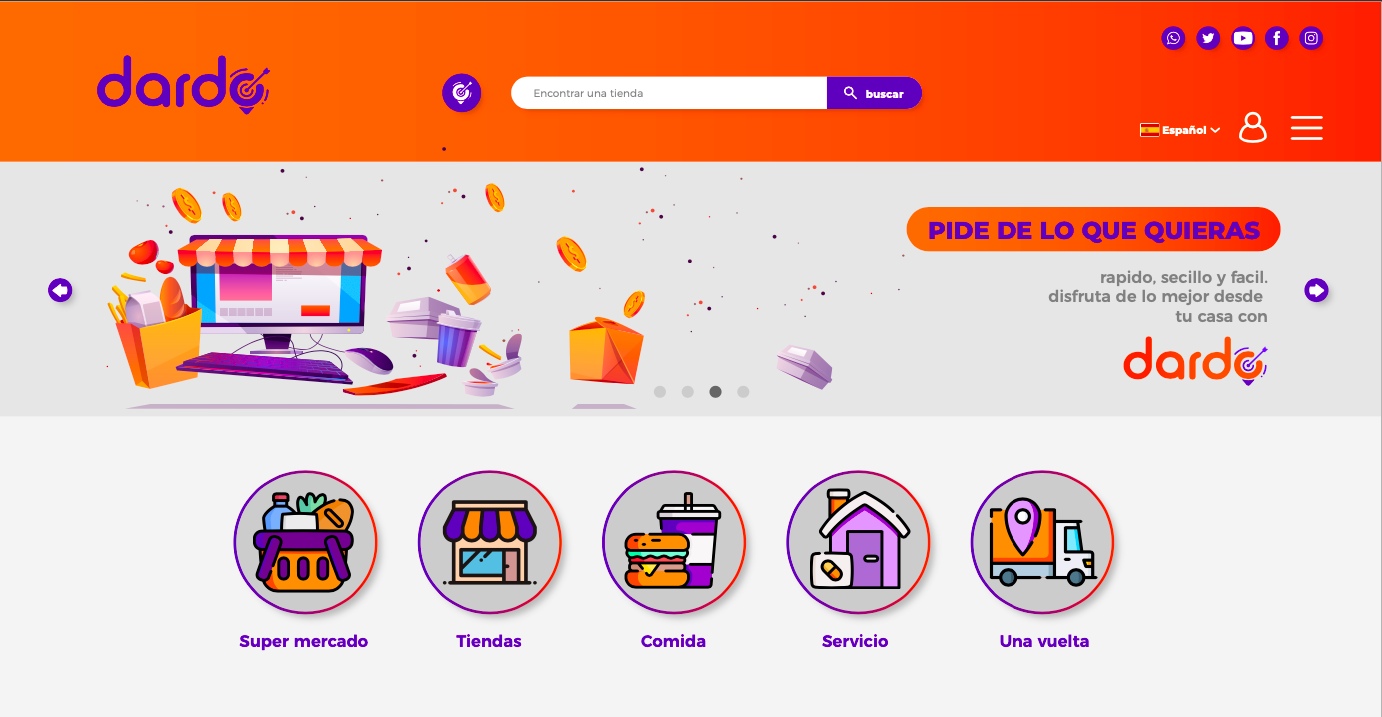 dardo
Encontrar una tienda
buscar
Español
PIDE DE LO QUE QUIERAS
rapido, secillo y facil.
disfruta de lo mejor desde
tu casa con
dardo
Super mercado
Tiendas
Comida
Servicio
Una vuelta